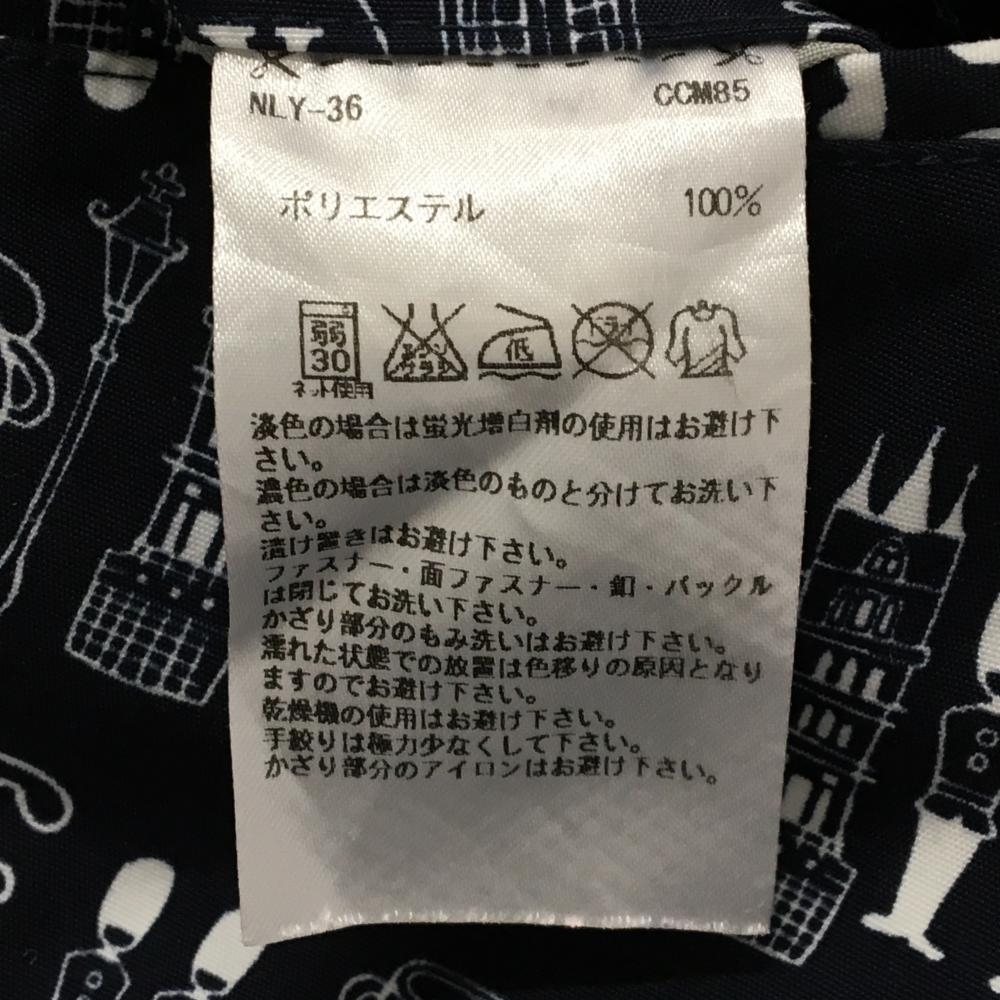 NLY-36 CCM85
ポリエステル 100%
弱
30
ネット使用
エンソ
サラシ
低
ドライ
淡色の場合は蛍光増白剤の使用はお避け下
さい。
濃色の場合は淡色のものと分けてお洗い下
さい。
漬け置きはお避け下さい。
ファスナー・面ファスナー・釦・バックル
は閉じてお洗い下さい。
かざり部分のもみ洗いはお避け下さい。
濡れた状態での放置は色移りの原因となり
ますのでお避け下さい。
乾燥機の使用はお避け下さい。
手絞りは極力少なくして下さい。
かざり部分のアイロンはお避け下さい。